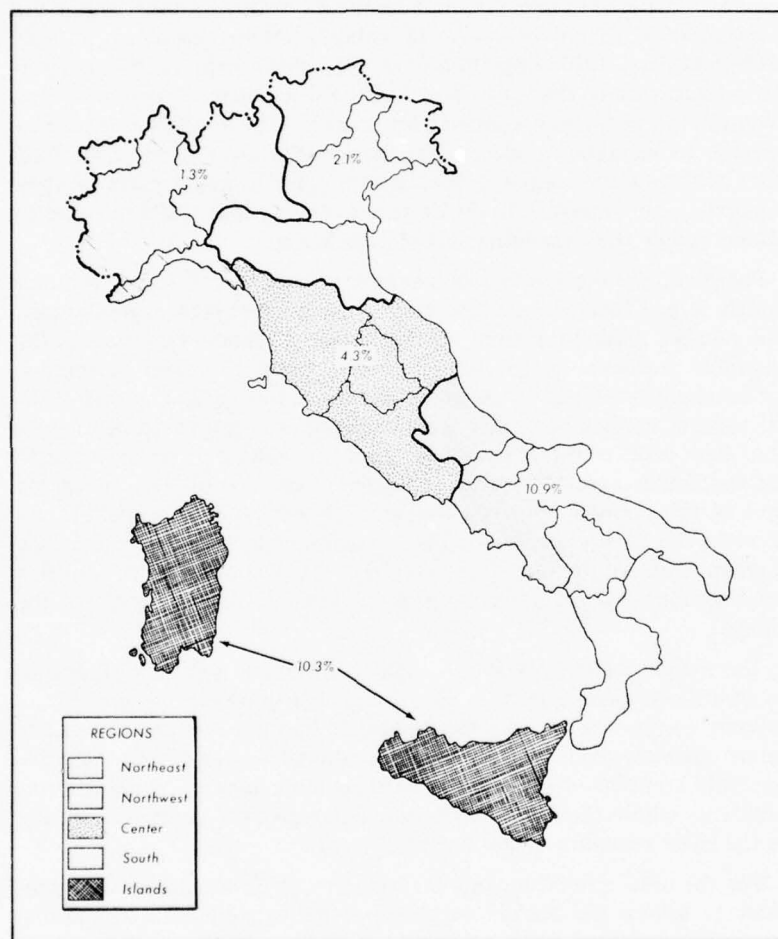 1.3%
2.1%
4.3%
10.9%
10.3%
REGIONS
Northeast
Northwest
Center
South
Islands